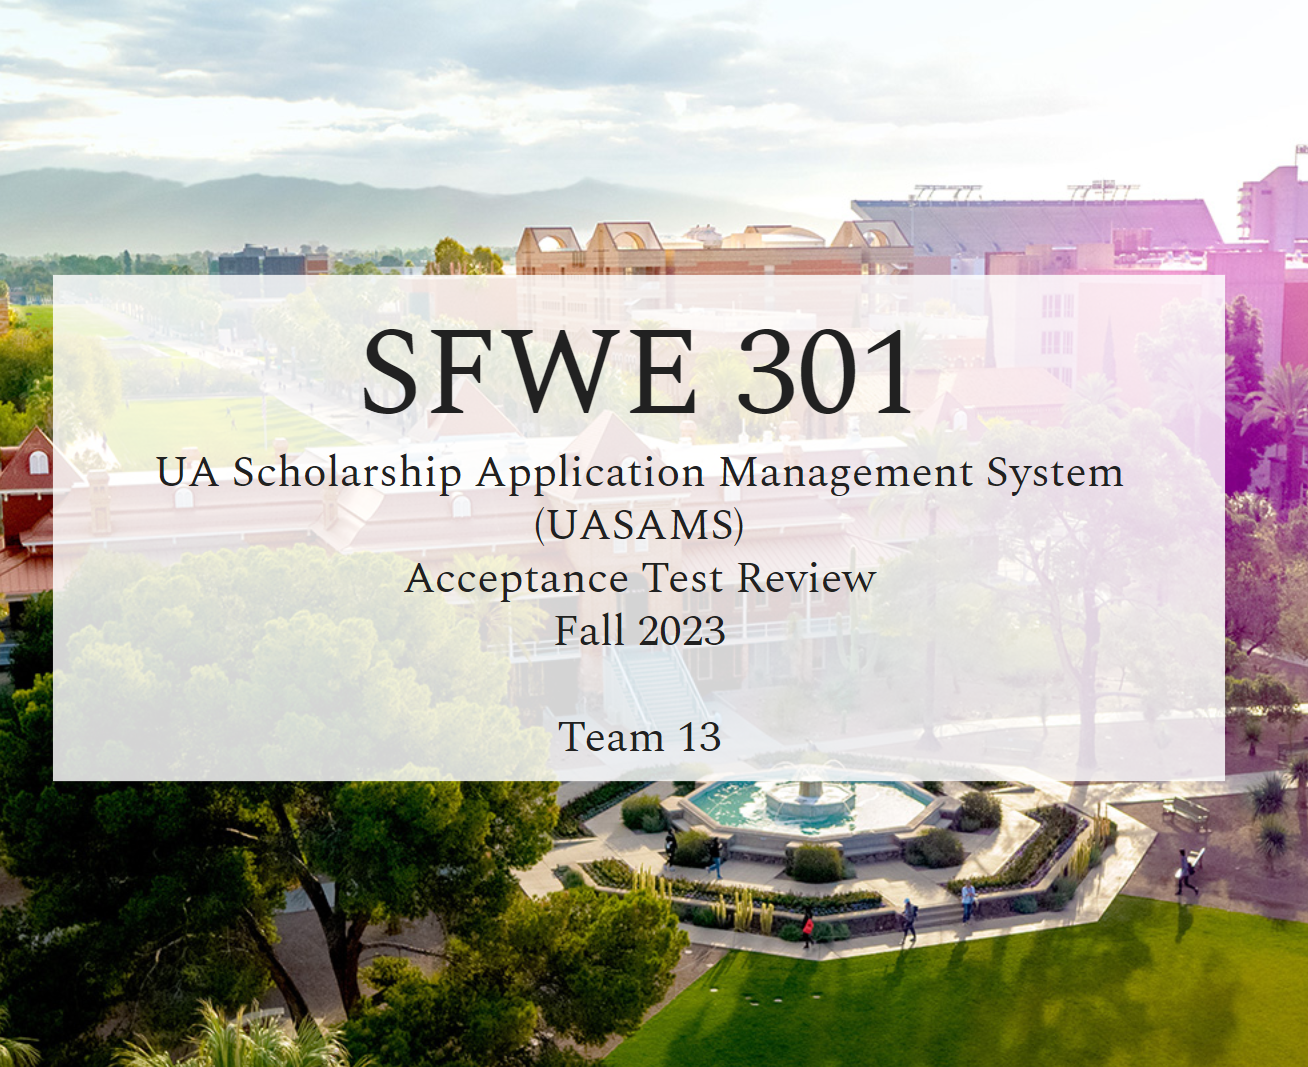 SFWE 301
UA Scholarship Application Management System
(UASAMS)
Acceptance Test Review
Fall 2023
Team 13